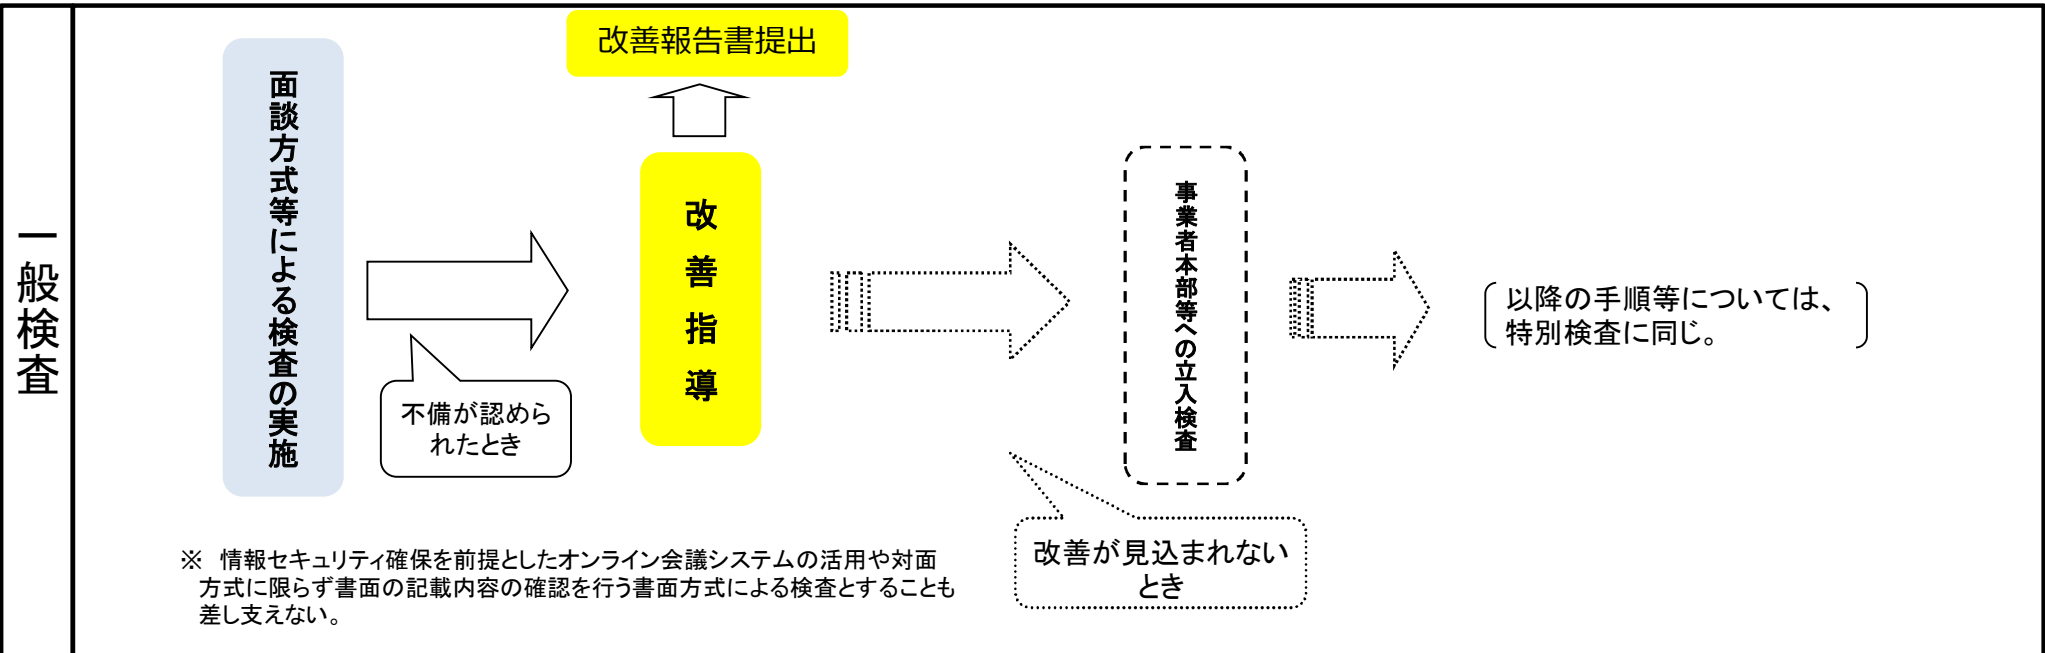 一般検査
面談方式等による検査の実施
改善報告書提出
不備が認めら
れたとき
改善指導
事業者本部等への立入検査
改善が見込まれない
とき
以降の手順等については、
特別検査に同じ。
※ 情報セキュリティ確保を前提としたオンライン会議システムの活用や対面
方式に限らず書面の記載内容の確認を行う書面方式による検査とすることも
差し支えない。